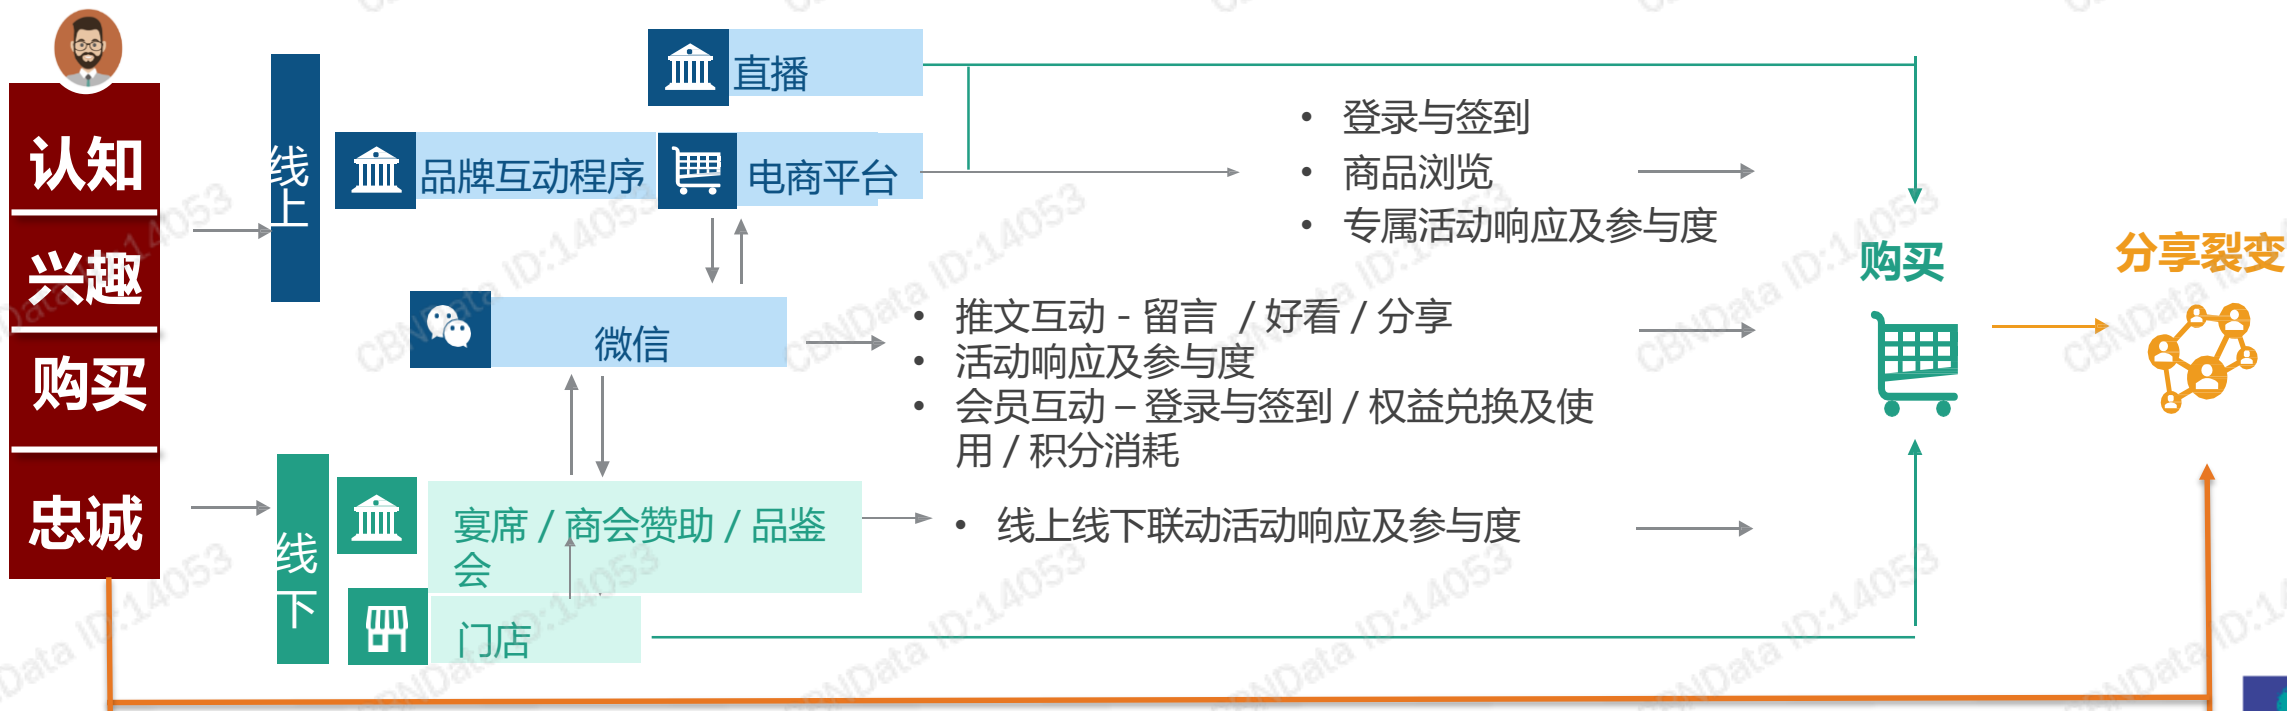 认知
兴趣
购买
忠诚
线上
直播
品牌互动程序
电商平台
微信
线下
宴席 / 商会赞助 / 品鉴
会
门店
• 登录与签到
• 商品浏览
• 专属活动响应及参与度
• 推文互动 - 留言 / 好看 / 分享
• 活动响应及参与度
• 会员互动 – 登录与签到 / 权益兑换及使
用 / 积分消耗
• 线上线下联动活动响应及参与度
购买
分享裂变
CBNData ID:14053